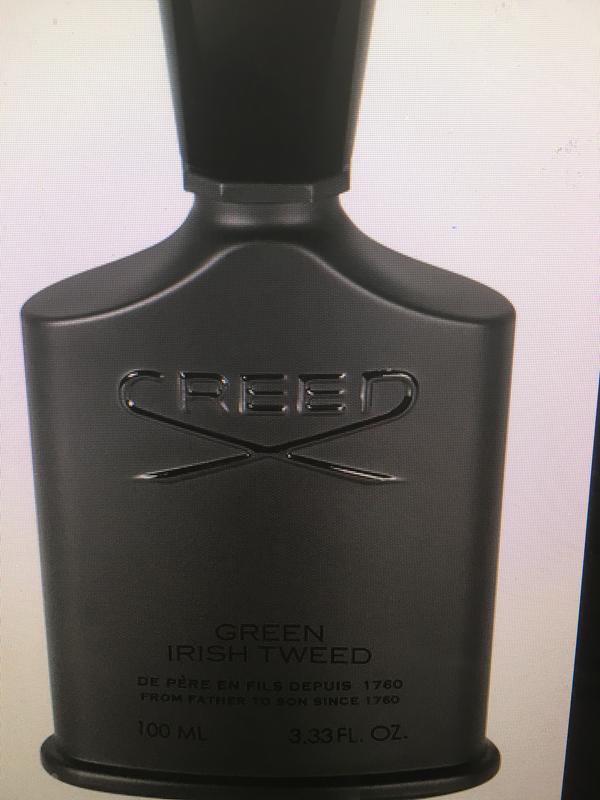 CREED
GREEN
IRISH TWEED
DE PÈRE EN FILS DEPUIS 1760
FROM FATHER TO SON SINCE 1760
100 ML 3.33 FL. OZ.